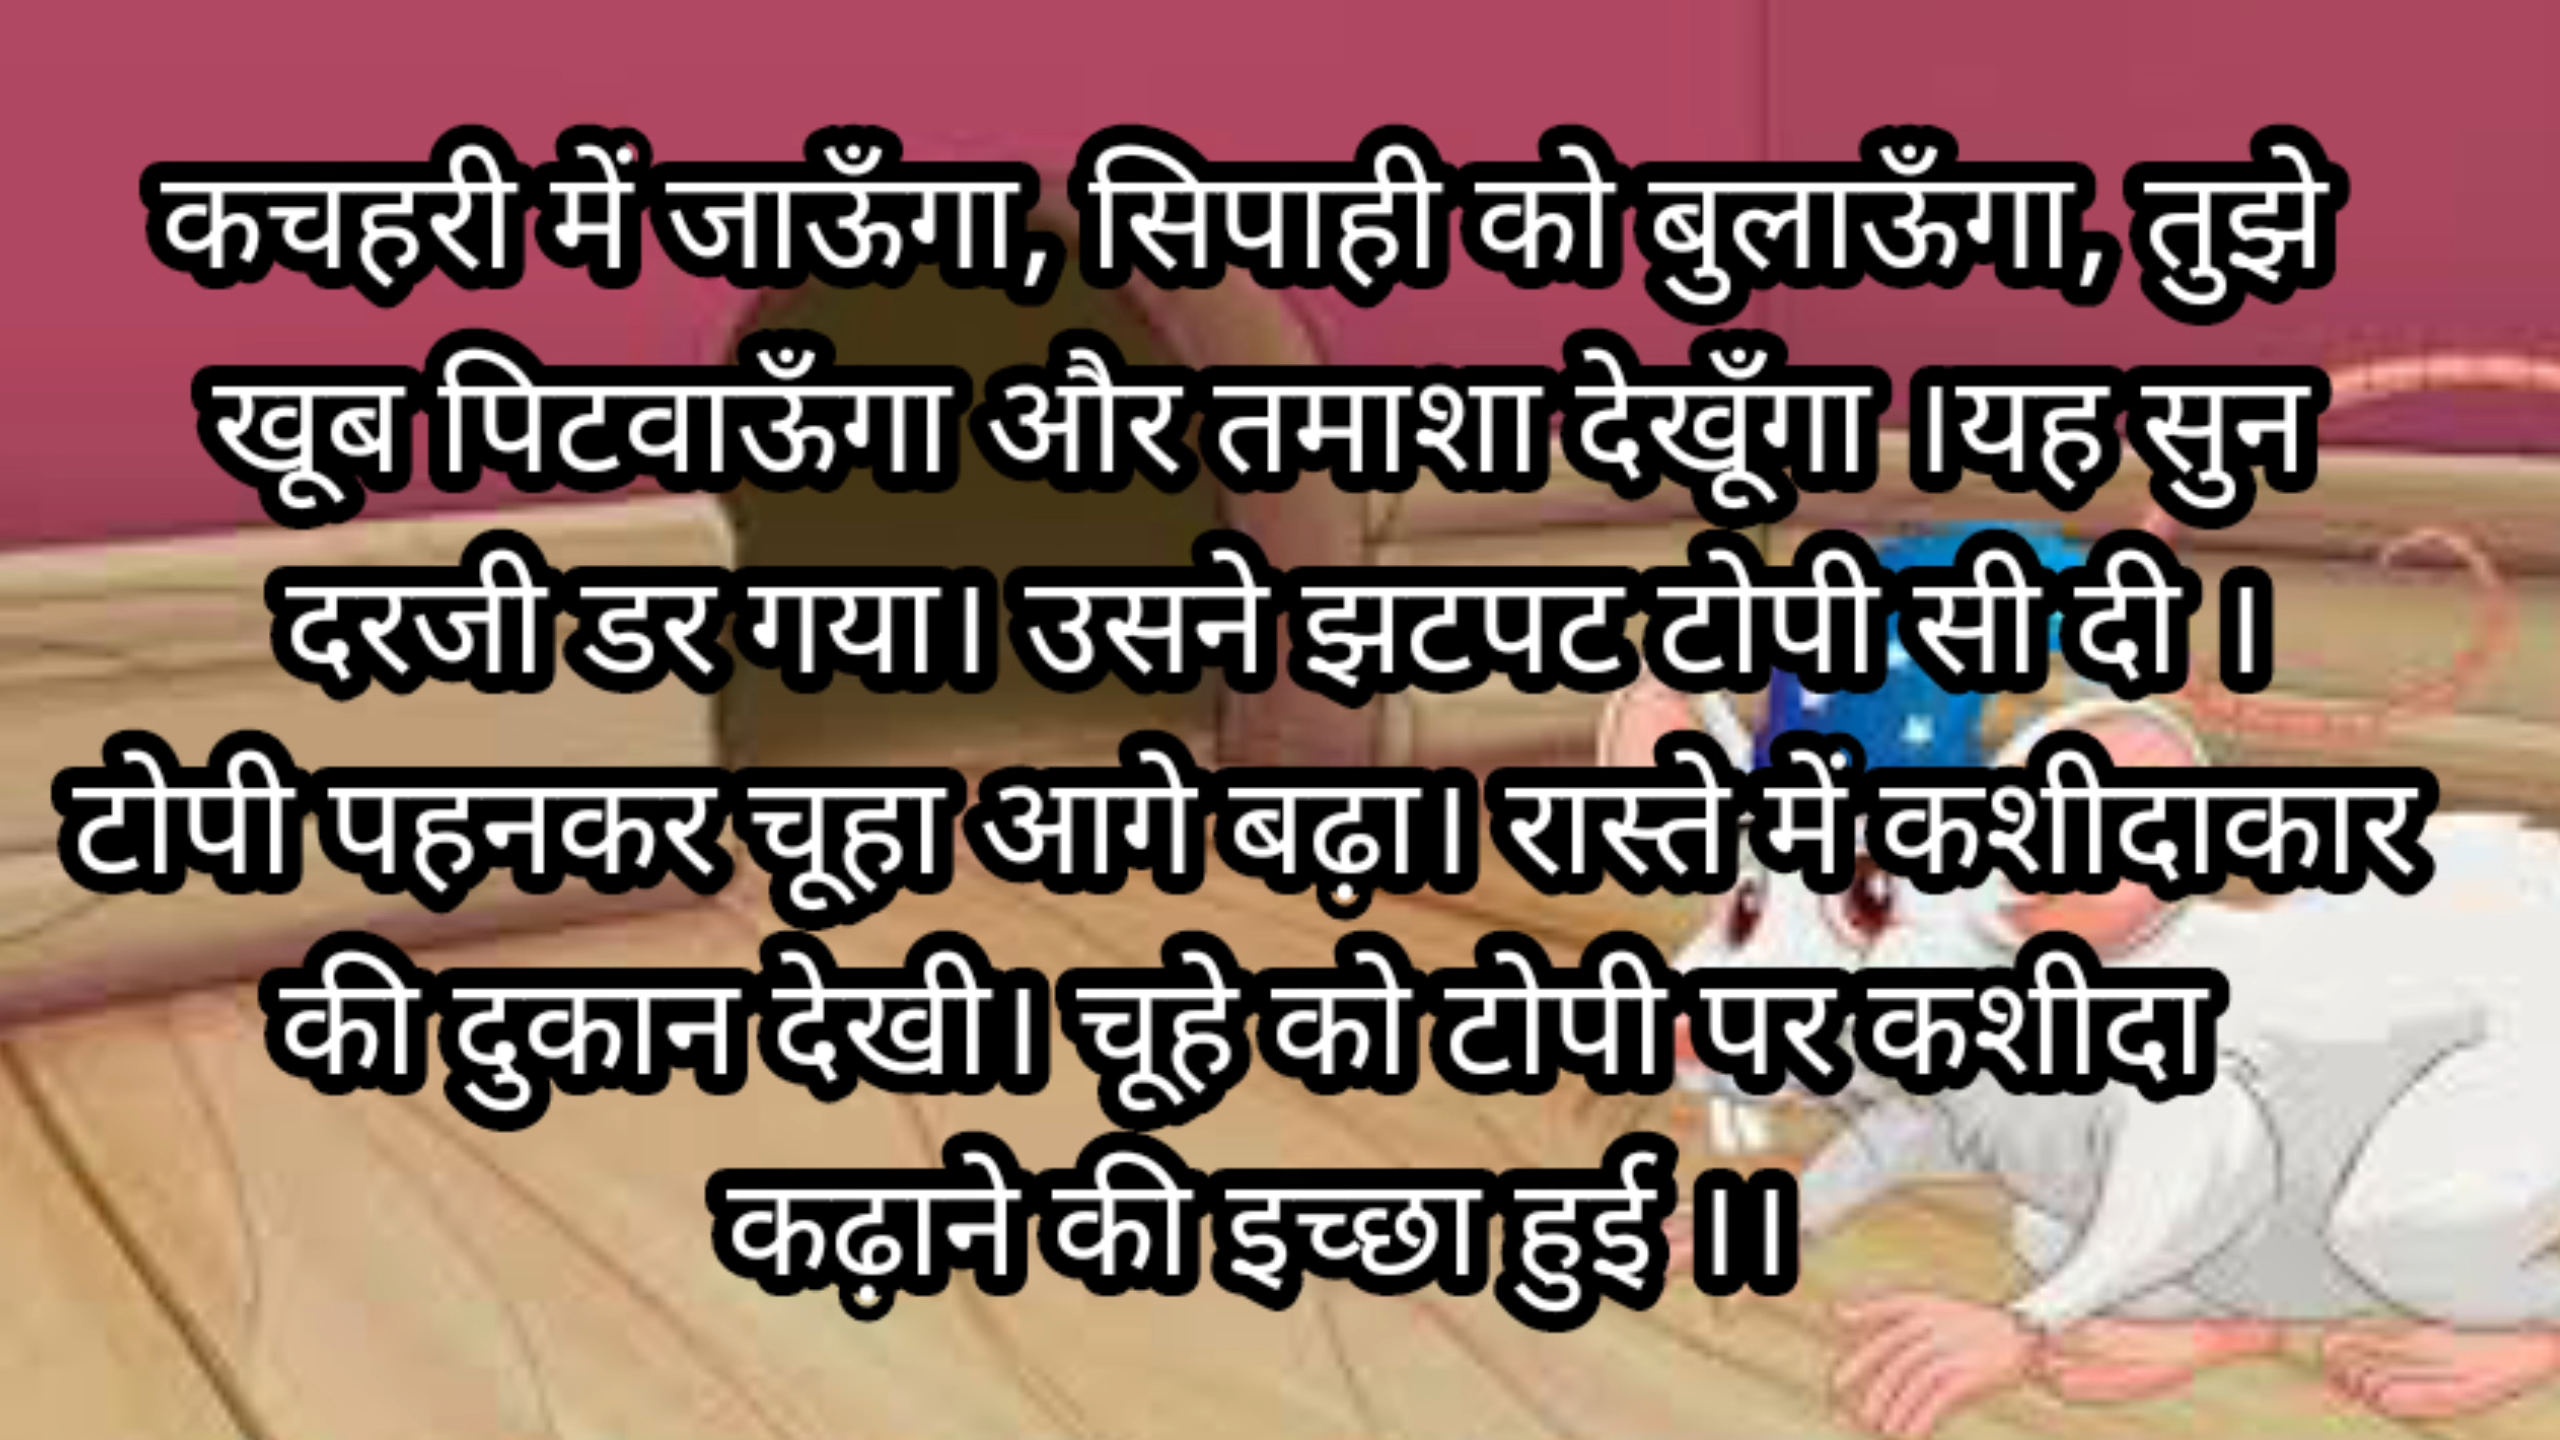 कचहरी में जाऊँगा, सिपाही को बुलाऊँगा, तुझे
खूब पिटवाऊँगा और तमाशा देखूँगा ।यह सुन
दरजी डर गया। उसने झटपट टोपी सी दी ।
टोपी पहनकर चूहा आगे बढ़ा। रास्ते में कशीदाकार
की दुकान देखी। चूहे को टोपी पर कशीदा
कढ़ाने की इच्छा हुई ।।